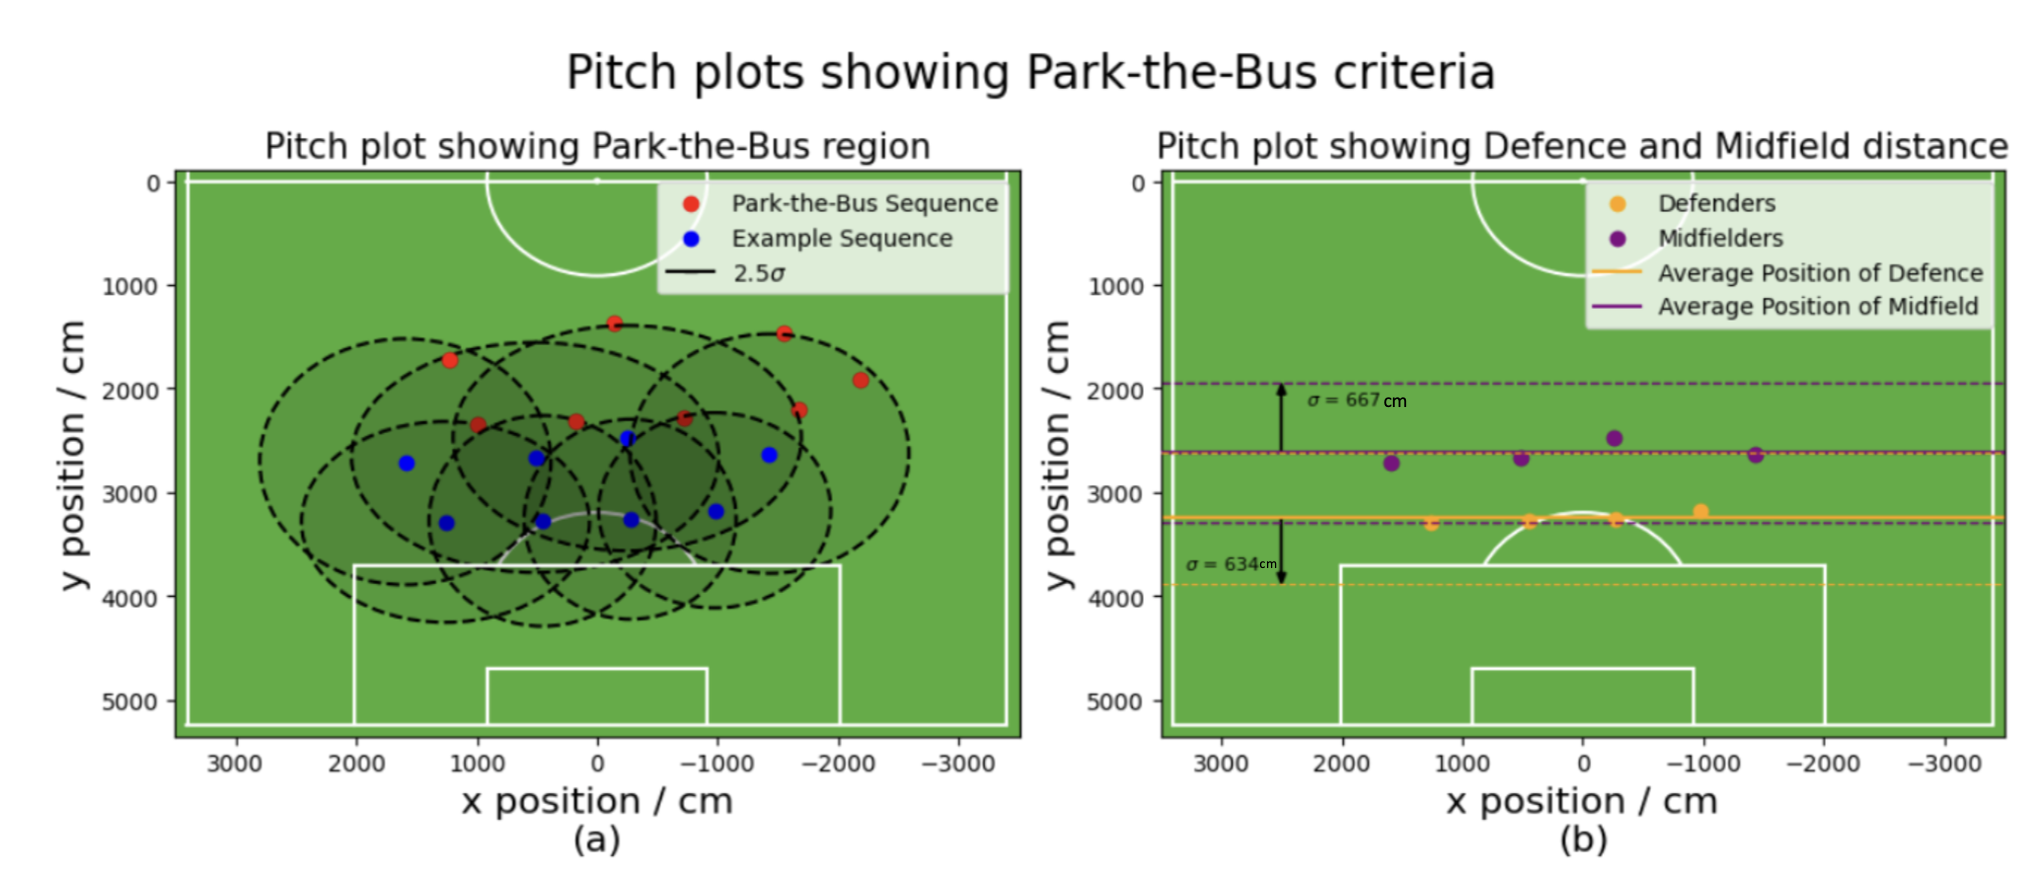 Pitch plots showing Park-the-Bus criteria
Pitch plot showing Park-the-Bus region
0
1000
2000
3000
4000
5000
y position / cm
Park-the-Bus Sequence
Example Sequence
2.5σ
3000
2000
1000
0
−1000
−2000
−3000
x position / cm
(a)
Pitch plot showing Defence and Midfield distance
0
1000
2000
3000
4000
5000
y position / cm
Defenders
Midfielders
Average Position of Defence
Average Position of Midfield
σ = 667 cm
σ = 634cm
3000
2000
1000
0
−1000
−2000
−3000
x position / cm
(b)